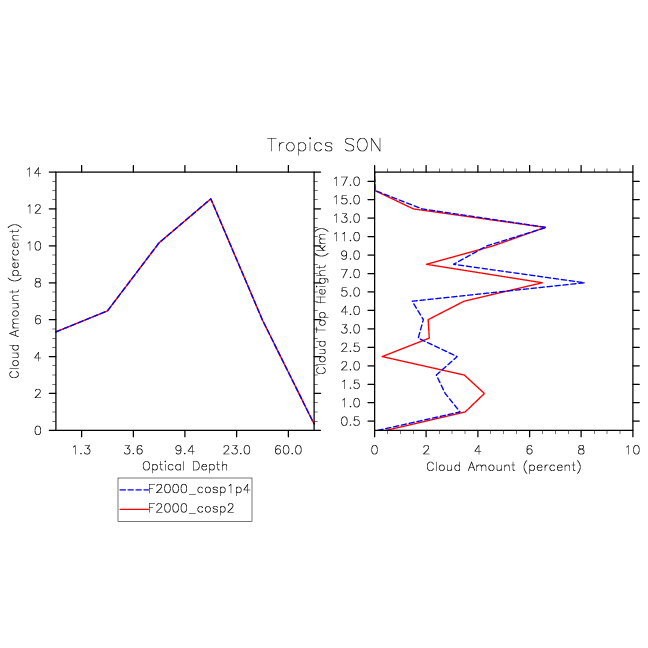 Tropics SON
Cloud Amount (percent)
14
12
10
8
6
4
2
0
1.3 3.6 9.4 23.0 60.0
Optical Depth
Cloud Top Height (km)
17.0
15.0
13.0
11.0
9.0
7.0
5.0
4.0
3.0
2.5
2.0
1.5
1.0
0.5
0 2 4 6 8 10
Cloud Amount (percent)
F2000_cosp1p4
F2000_cosp2